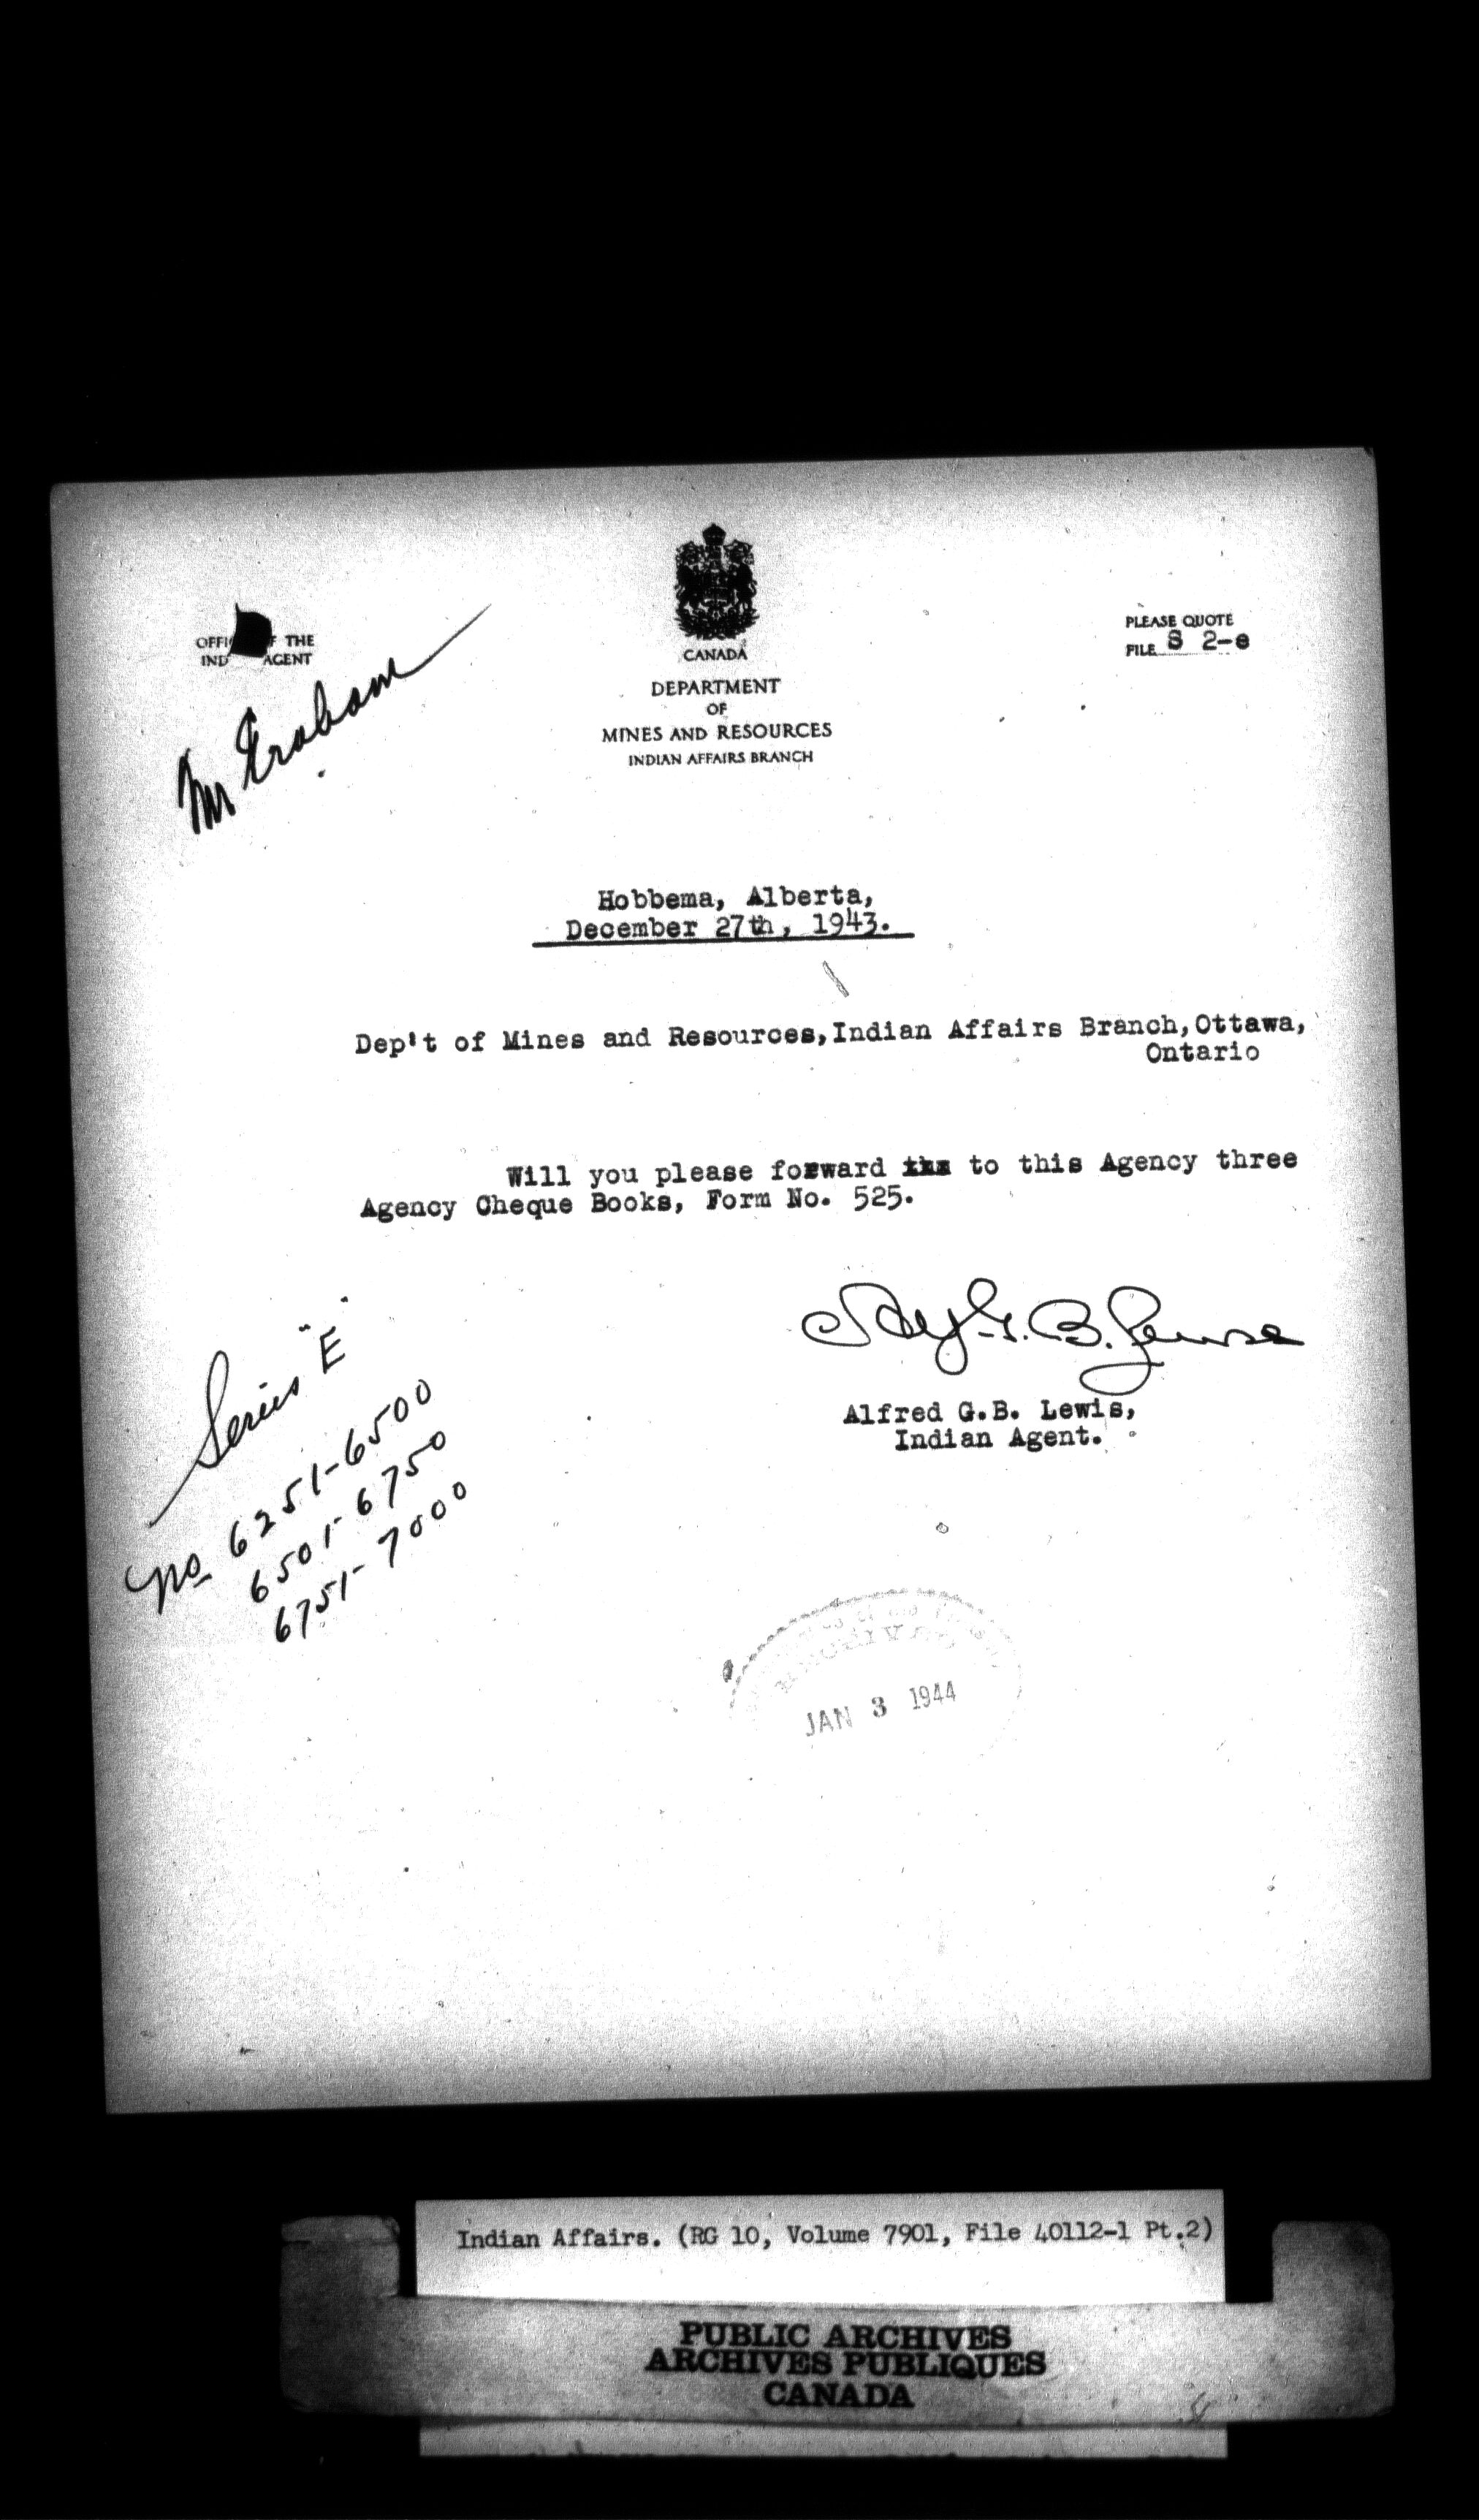 OFFI F THE
IND AGENT
Mr Graham
CANADA
DEPARTMENT
OF
MINES AND RESOURCES
INDIAN AFFAIRS BRANCH
PLEASE QUOTE
FILE S 2-e
Hobbema, Alberta,
December 27th, 1943.
Dep't of Mines and Resources, Indian Affairs Branch, Ottawa,
Ontario
Will you please forward to this Agency three
Agency Cheque Books, Form No. 525.
G. B. Lewis
Alfred G.B. Lewis,
Indian Agent.
Series "E"
No 6251-6500
6501-6750
6751-7000
RECEIVED
JAN 3 1944
Indian Affairs. (RG 10, Volume 7901, File 40112-1 Pt.2)
PUBLIC ARCHIVES
ARCHIVES PUBLIQUES
CANADA